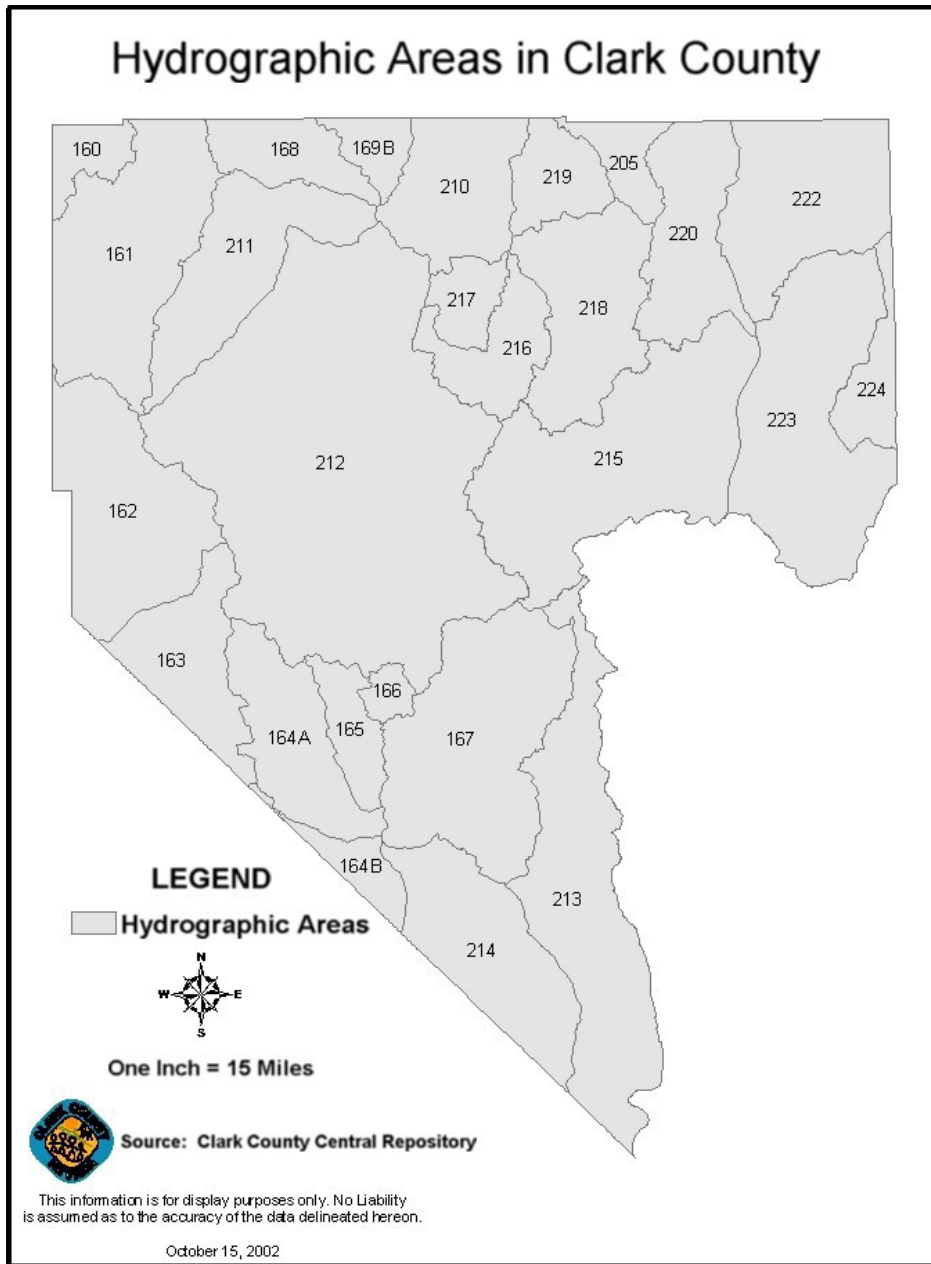 Hydrographic Areas in Clark County
160
168
169B
210
219
205
222
161
211
220
217
218
216
224
223
212
215
162
163
166
164A
165
167
164B
213
214
LEGEND
Hydrographic Areas
N
W
E
S
One Inch = 15 Miles
CLARK COUNTY
Source: Clark County Central Repository
This information is for display purposes only. No Liability
is assumed as to the accuracy of the data delineated hereon.
October 15, 2002